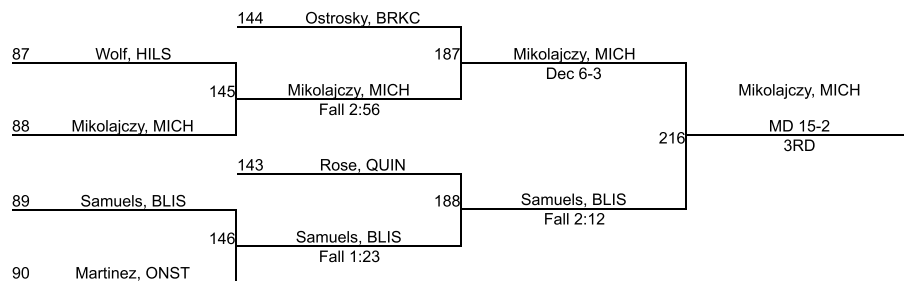 144 Ostrosky, BRKC
87 Wolf, HILS
187 Mikolajczy, MICH
Dec 6-3
145 Mikolajczy, MICH
Fall 2:56
Mikolajczy, MICH
88 Mikolajczy, MICH
MD 15-2
216
3RD
143 Rose, QUIN
89 Samuels, BLIS
188 Samuels, BLIS
Fall 2:12
146 Samuels, BLIS
Fall 1:23
90 Martinez, ONST